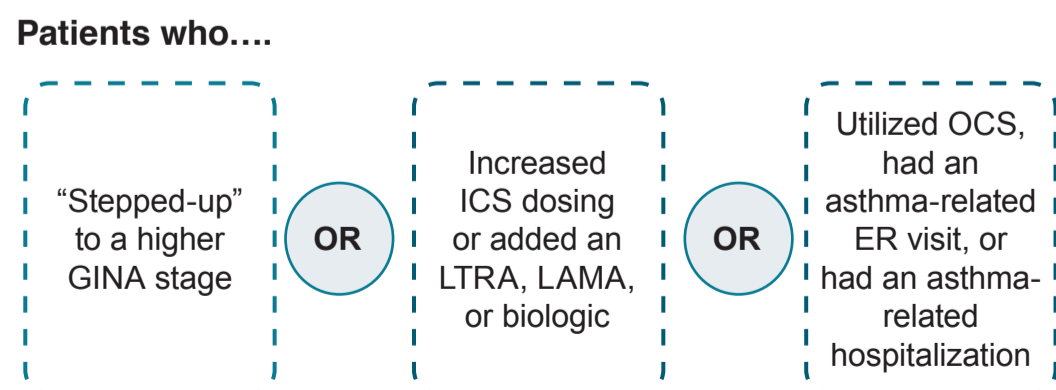 Patients who....
“Stepped-up”
to a higher
GINA stage
OR
Increased
ICS dosing
or added an
LTRA, LAMA,
or biologic
OR
Utilized OCS,
had an
asthma-related
ER visit, or
had an asthma-
related
hospitalization